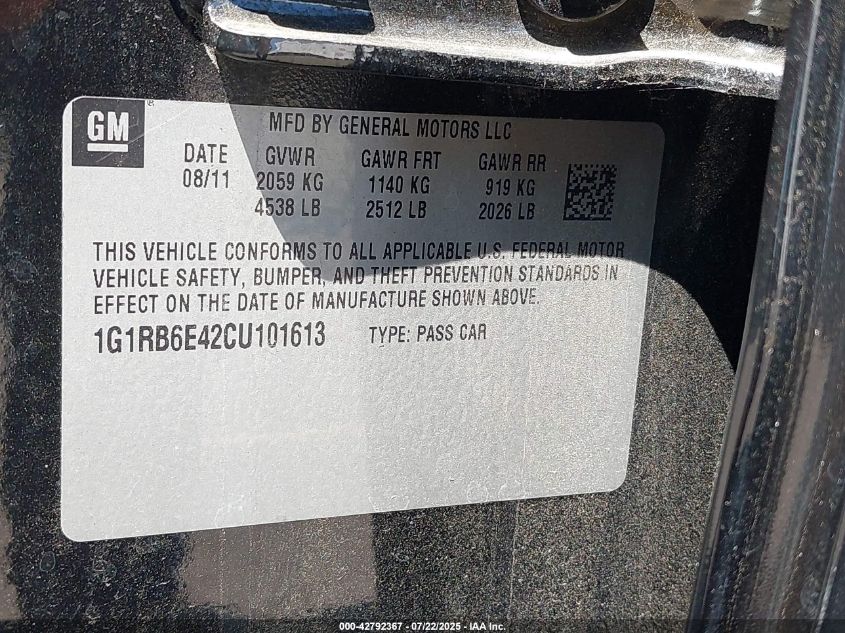 GM ®
MFD BY GENERAL MOTORS LLC
DATE GVWR GAWR FRT GAWR RR
08/11 2059 KG 1140 KG 919 KG
4538 LB 2512 LB 2026 LB
THIS VEHICLE CONFORMS TO ALL APPLICABLE U.S. FEDERAL MOTOR
VEHICLE SAFETY, BUMPER, AND THEFT PREVENTION STANDARDS IN
EFFECT ON THE DATE OF MANUFACTURE SHOWN ABOVE.
1G1RB6E42CU101613 TYPE: PASS CAR
000-42792367 - 07/22/2025 - IAA Inc.